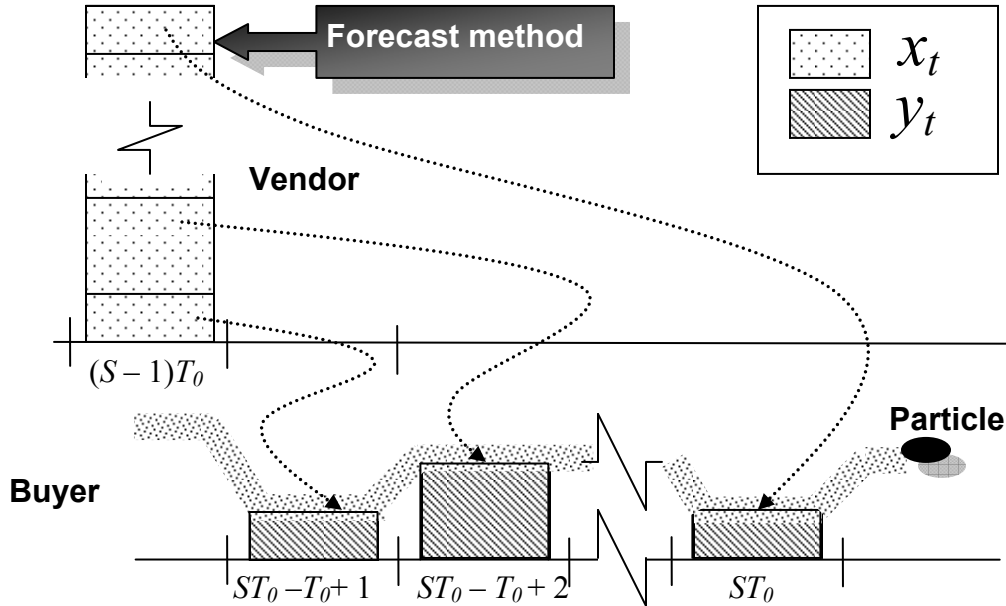 Forecast method
x_t
y_t
Vendor
(S – 1)T_0
Particle
Buyer
ST_0 – T_0 + 1
ST_0 – T_0 + 2
ST_0